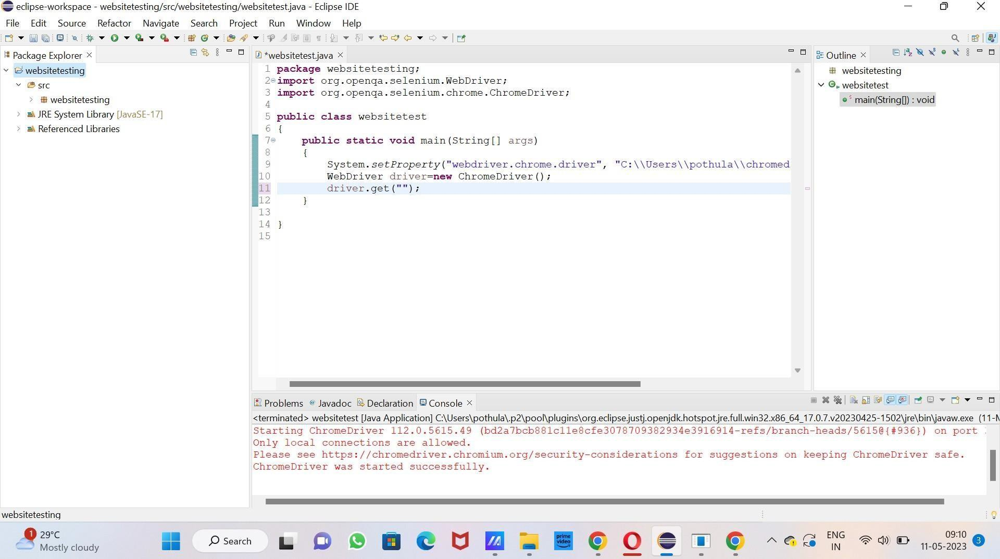 eclipse-workspace - websitetesting/src/websitetesting/websitetest.java - Eclipse IDE
File Edit Source Refactor Navigate Search Project Run Window Help
Package Explorer
websitetesting
src
websitetesting
JRE System Library [JavaSE-17]
Referenced Libraries
*websitetest.java
1 package websitetesting;
2 import org.openqa.selenium.WebDriver;
3 import org.openqa.selenium.chrome.ChromeDriver;
4
5 public class websitetest
6 {
7 public static void main(String[] args)
8 {
9 System.setProperty("webdriver.chrome.driver", "C:\\Users\\pothula\\chromed
10 WebDriver driver=new ChromeDriver();
11 driver.get("");
12 }
13
14 }
15
Outline
websitetesting
websitetest
main(String[]) : void
Problems @ Javadoc Declaration Console
<terminated> websitetest [Java Application] C:\Users\pothula\.p2\pool\plugins\org.eclipse.justj.openjdk.hotspot.jre.full.win32.x86_64_17.0.7.v20230425-1502\jre\bin\javaw.exe (11-M
Starting ChromeDriver 112.0.5615.49 (bd2a7bcb881c11e8cfe3078709382934e3916914-refs/branch-heads/5615@{#936}) on port
Only local connections are allowed.
Please see https://chromedriver.chromium.org/security-considerations for suggestions on keeping ChromeDriver safe.
ChromeDriver was started successfully.
websitetesting
1
29°C
Mostly cloudy
Search
prime video
ENG
IN
09:10
11-05-2023
3